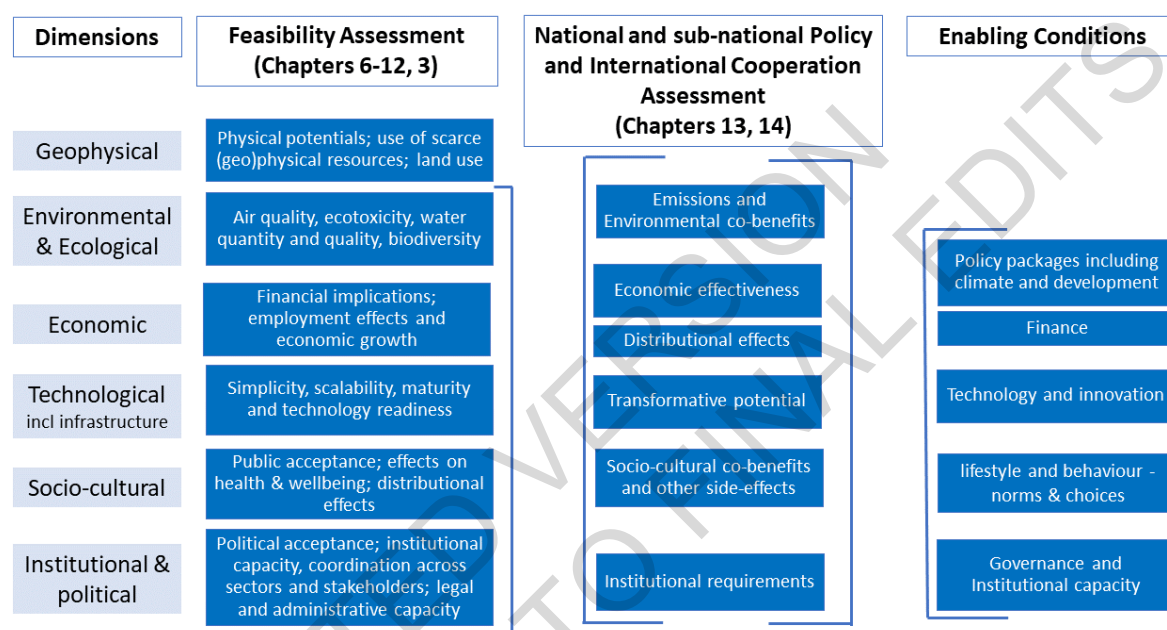 Dimensions
Feasibility Assessment
(Chapters 6-12, 3)
National and sub-national Policy
and International Cooperation
Assessment
(Chapters 13, 14)
Enabling Conditions
Geophysical
Physical potentials; use of scarce
(geo)physical resources; land use
Environmental
& Ecological
Air quality, ecotoxicity, water
quantity and quality, biodiversity
Emissions and
Environmental co-benefits
Policy packages including
climate and development
Economic
Financial implications;
employment effects and
economic growth
Economic effectiveness
Distributional effects
Finance
Technological
incl infrastructure
Simplicity, scalability, maturity
and technology readiness
Transformative potential
Technology and innovation
Socio-cultural
Public acceptance; effects on
health & wellbeing; distributional
effects
Socio-cultural co-benefits
and other side-effects
lifestyle and behaviour -
norms & choices
Institutional &
political
Political acceptance; institutional
capacity, coordination across
sectors and stakeholders; legal
and administrative capacity
Institutional requirements
Governance and
Institutional capacity
TED VERSION
TO FINAL EDITS